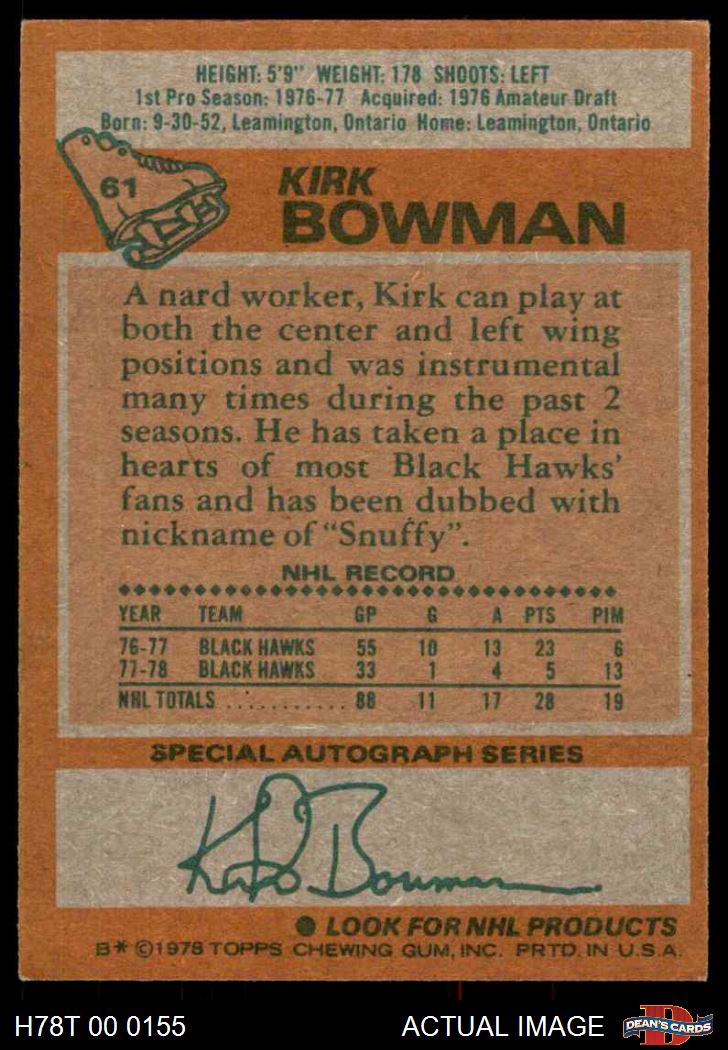 HEIGHT: 5'9" WEIGHT: 178 SHOOTS: LEFT
1st Pro Season: 1976-77 Acquired: 1976 Amateur Draft
Born: 9-30-52, Leamington, Ontario Home: Leamington, Ontario
61
KIRK
BOWMAN
A nard worker, Kirk can play at
both the center and left wing
positions and was instrumental
many times during the past 2
seasons. He has taken a place in
hearts of most Black Hawks'
fans and has been dubbed with
nickname of "Snuffy".
NHL RECORD
YEAR TEAM GP G A PTS PIM
76-77 BLACK HAWKS 55 10 13 23 6
77-78 BLACK HAWKS 33 1 4 5 13
NHL TOTALS ........... 88 11 17 28 19
SPECIAL AUTOGRAPH SERIES
Kirk Bowman
● LOOK FOR NHL PRODUCTS
B* ©1978 TOPPS CHEWING GUM, INC. PRTD. IN U.S.A.
H78T 00 0155 ACTUAL IMAGE
D
DEAN'S CARDS